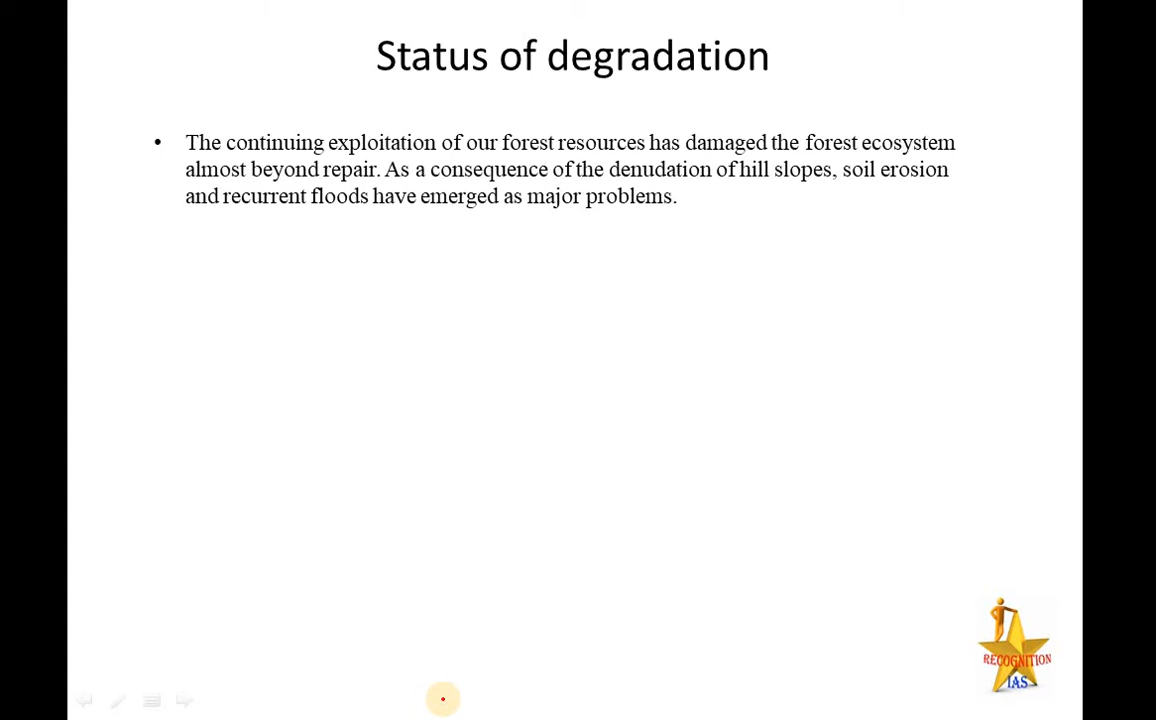 Status of degradation
• The continuing exploitation of our forest resources has damaged the forest ecosystem
almost beyond repair. As a consequence of the denudation of hill slopes, soil erosion
and recurrent floods have emerged as major problems.
RECOGNITION
IAS